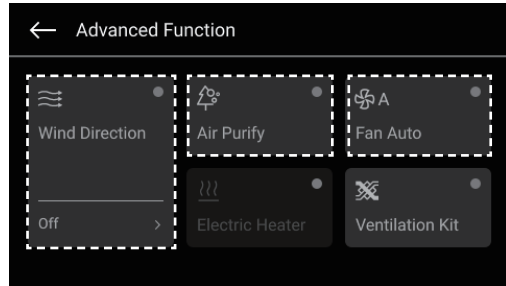 Advanced Function
Wind Direction
Off
Air Purify
A
Fan Auto
Electric Heater
Ventilation Kit